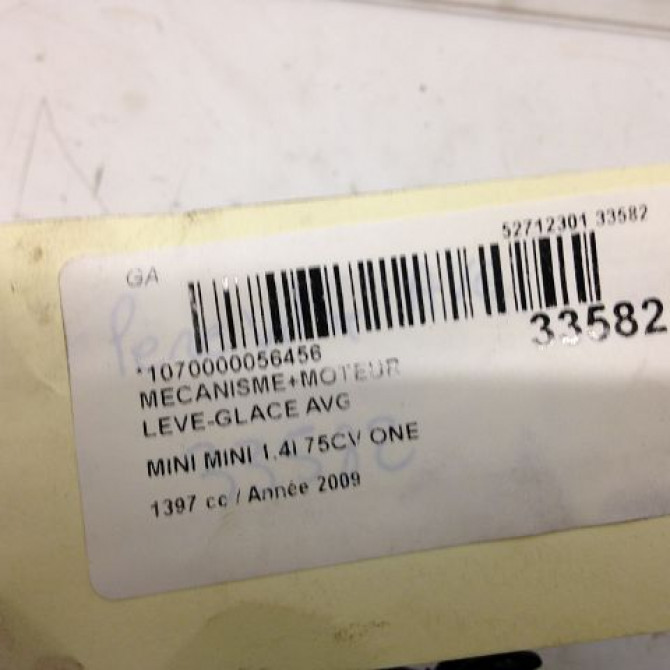 GA
52712301 33582
33582
*1070000056456
MECANISME+MOTEUR
LEVE-GLACE AVG
MINI MINI 1.4I 75CV ONE
1397 cc / Année 2009